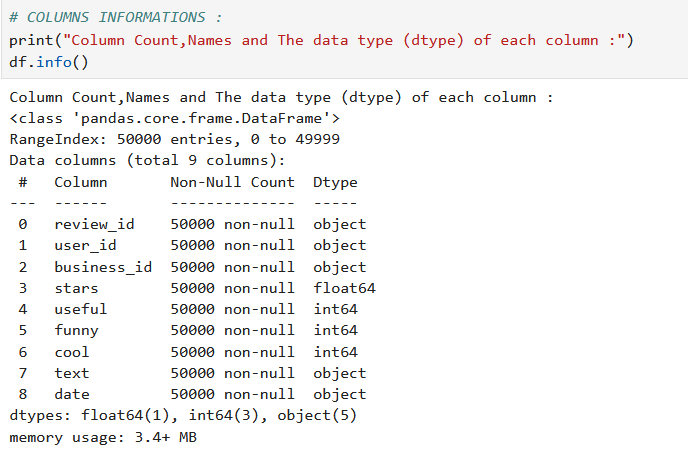 # COLUMNS INFORMATIONS :
print("Column Count,Names and The data type (dtype) of each column :")
df.info()
Column Count,Names and The data type (dtype) of each column :
<class 'pandas.core.frame.DataFrame'>
RangeIndex: 50000 entries, 0 to 49999
Data columns (total 9 columns):
 #   Column       Non-Null Count  Dtype
---  ------       --------------  -----
 0   review_id    50000 non-null  object
 1   user_id      50000 non-null  object
 2   business_id  50000 non-null  object
 3   stars        50000 non-null  float64
 4   useful       50000 non-null  int64
 5   funny        50000 non-null  int64
 6   cool         50000 non-null  int64
 7   text         50000 non-null  object
 8   date         50000 non-null  object
dtypes: float64(1), int64(3), object(5)
memory usage: 3.4+ MB